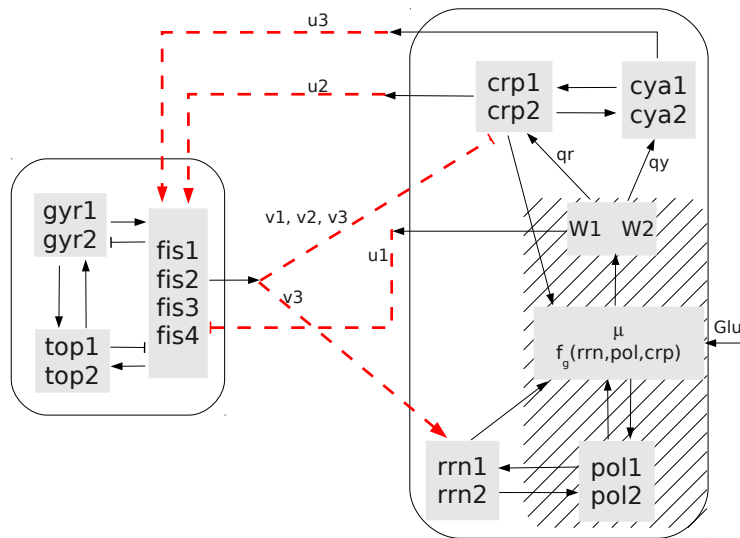 u3
crp1
crp2
cya1
cya2
u2
qr
qy
gyr1
gyr2
v1, v2, v3
W1 W2
fis1
fis2
fis3
fis4
u1
v3
μ
f_g(rrn,pol,crp)
Glu
top1
top2
rrn1
rrn2
pol1
pol2